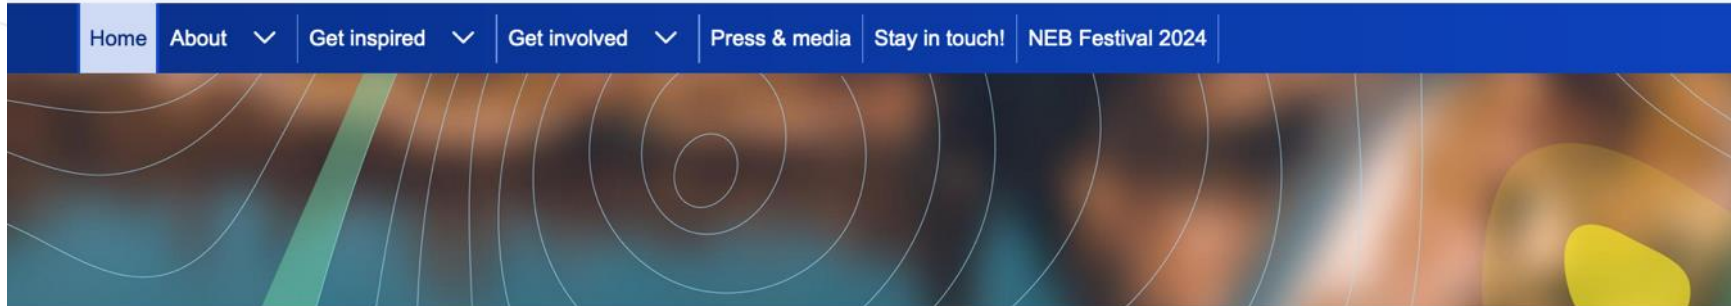 Home About Get inspired Get involved Press & media Stay in touch! NEB Festival 2024